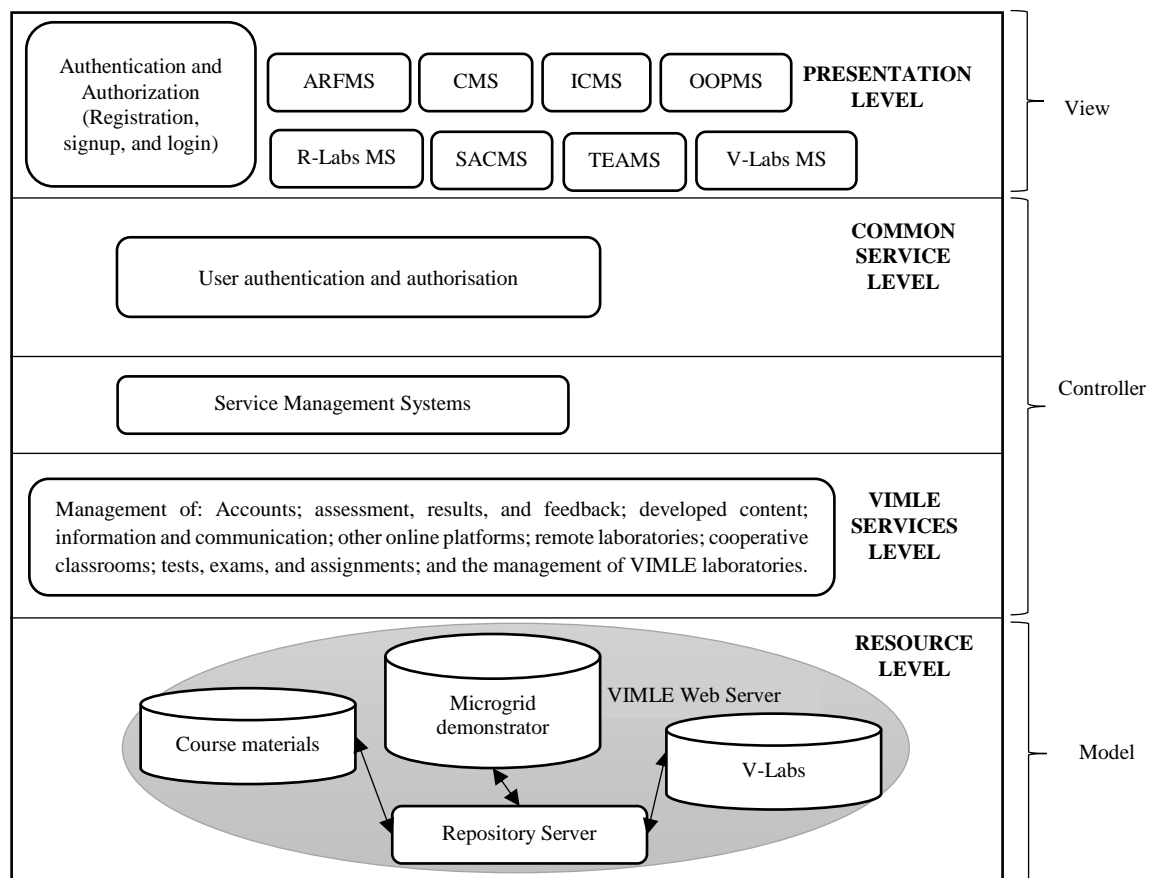 Authentication and
Authorization
(Registration,
signup, and login)
ARFMS
CMS
ICMS
OOPMS
R-Labs MS
SACMS
TEAMS
V-Labs MS
PRESENTATION
LEVEL
View
User authentication and authorisation
COMMON
SERVICE
LEVEL
Service Management Systems
Controller
Management of: Accounts; assessment, results, and feedback; developed content;
information and communication; other online platforms; remote laboratories; cooperative
classrooms; tests, exams, and assignments; and the management of VIMLE laboratories.
VIMLE
SERVICES
LEVEL
RESOURCE
LEVEL
Microgrid
demonstrator
VIMLE Web Server
Course materials
V-Labs
Repository Server
Model